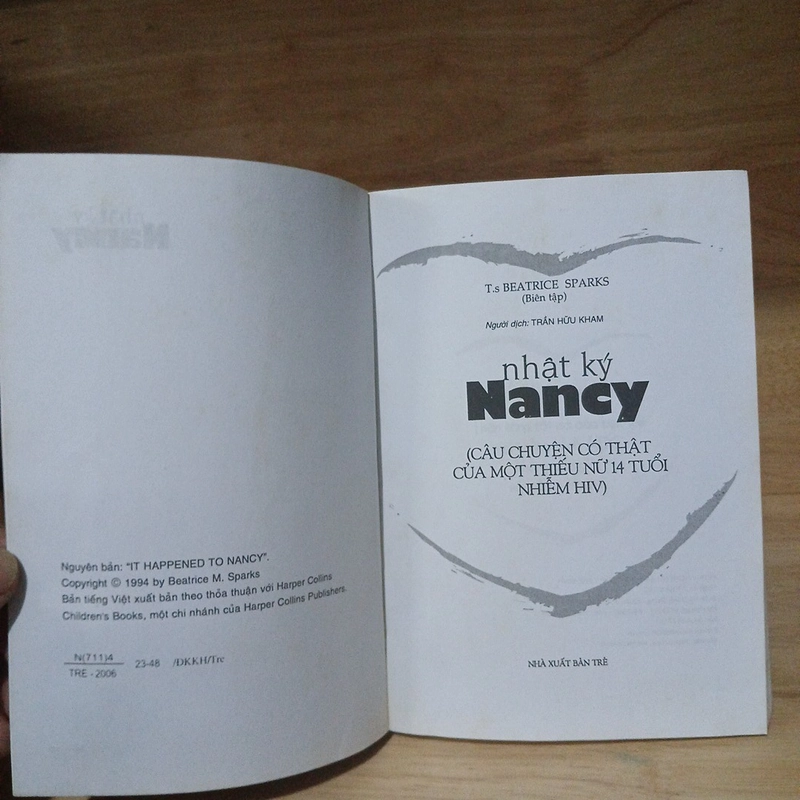 Nguyên bản: "IT HAPPENED TO NANCY".
Copyright © 1994 by Beatrice M. Sparks
Bản tiếng Việt xuất bản theo thỏa thuận với Harper Collins
Children's Books, một chi nhánh của Harper Collins Publishers.
N(711)4
TRE - 2006
23-48 /ĐKKH/Tre
T.s BEATRICE SPARKS
(Biên tập)
Người dịch: TRẦN HỮU KHAM
nhật ký
Nancy
(CÂU CHUYỆN CÓ THẬT
CỦA MỘT THIẾU NỮ 14 TUỔI
NHIỄM HIV)
NHÀ XUẤT BẢN TRẺ